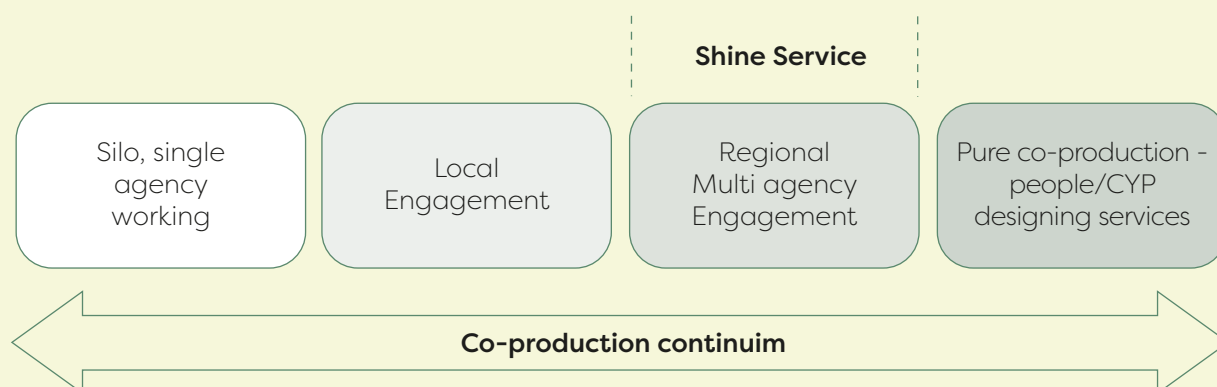 Shine Service
Silo, single
agency
working
Local
Engagement
Regional
Multi agency
Engagement
Pure co-production -
people/CYP
designing services
Co-production continuim